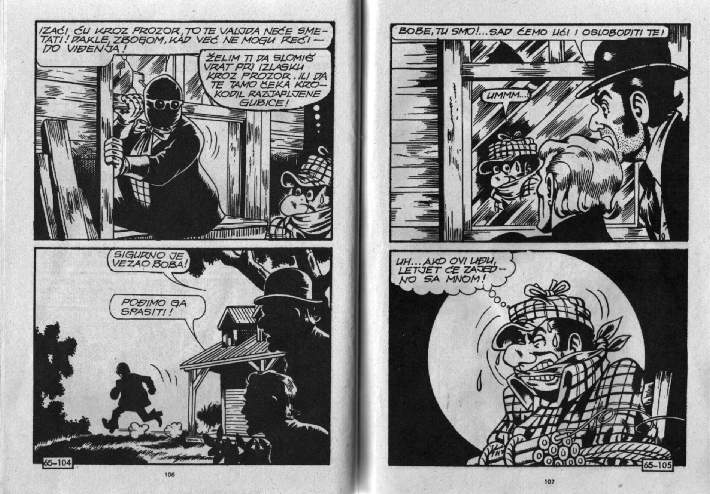 IZAĆI ĆU KROZ PROZOR, TO TE VALJDA NEĆE SME-
TATI! DAKLE, ZBOGOM, KAD VEĆ NE MOGU REĆI -
DO VIĐENJA!
ŽELIM TI DA SLOMIŠ
VRAT PRI IZLASKU
KROZ PROZOR, ILI DA
TE TAMO ČEKA KRO-
KODIL RAZJAPLJENE
GUBICE!
SIGURNO JE
VEZAO BOBA!
POĐIMO GA
SPASITI!
65-104
106
BOBE, TU SMO!...SAD ĆEMO UĆI I OSLOBODITI TE!
UMMM...
UH...AKO OVI UĐU,
LETJET ĆE ZAJED-
NO SA MNOM!
65-105
107